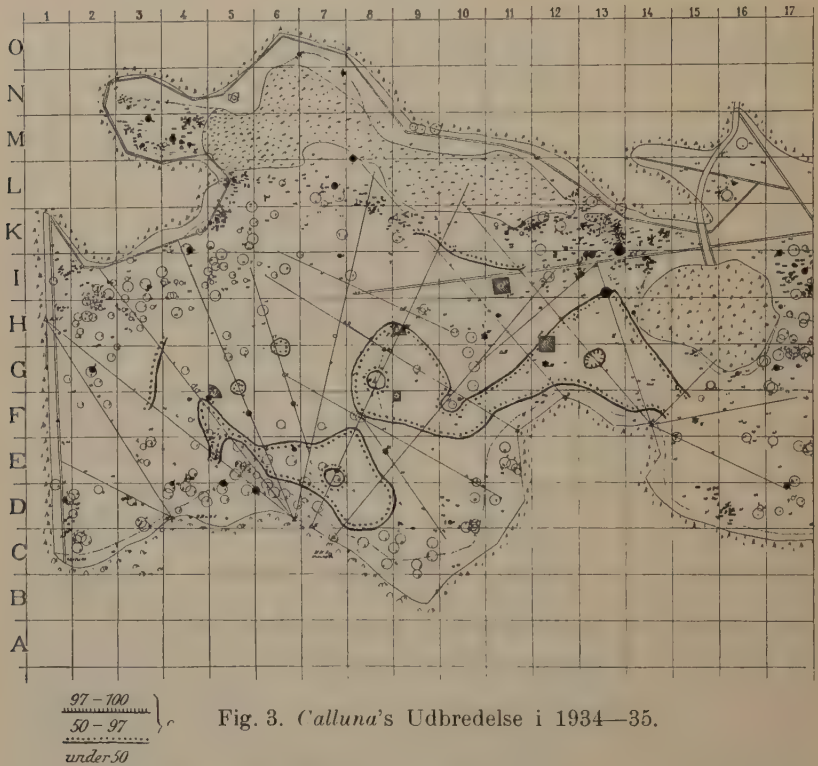 1 2 3 4 5 6 7 8 9 10 11 12 13 14 15 16 17
O
N
M
L
K
I
H
G
F
E
D
C
B
A
97-100
50-97
under 50
%
Fig. 3. Calluna's Udbredelse i 1934—35.